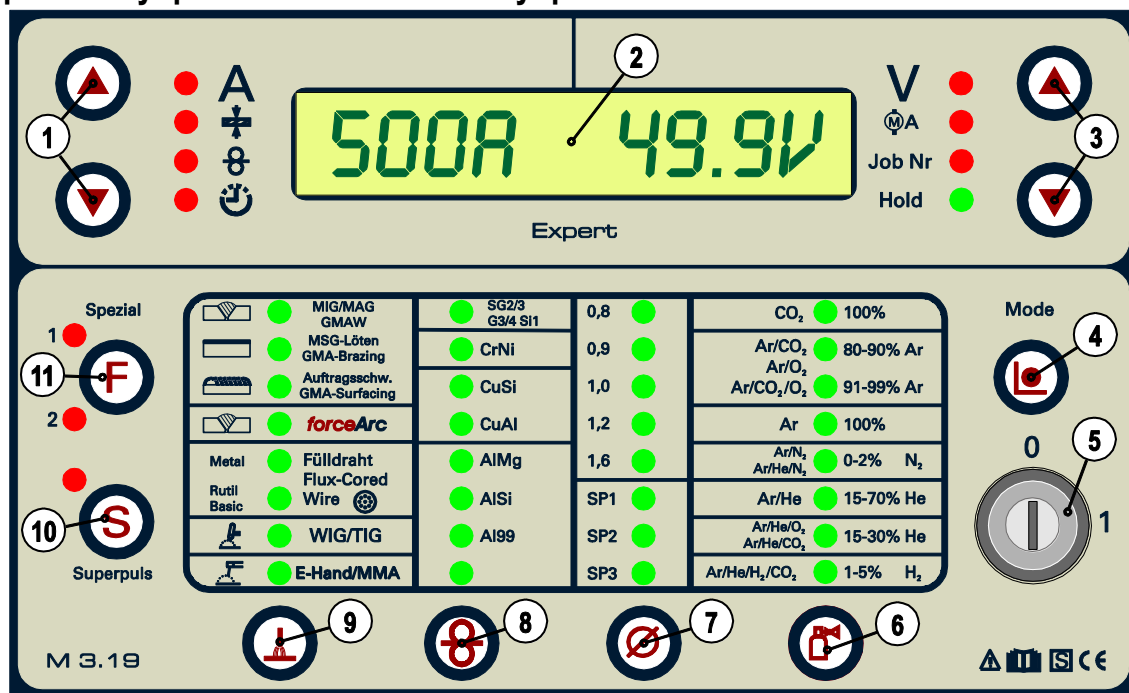 A
V
MA
Job Nr
Hold
500A 49.9V
Expert
1
2
3
Spezial
1
F
2
11
S
10
Superpuls
MIG/MAG
GMAW
MSG-Löten
GMA-Brazing
Auftragsschw.
GMA-Surfacing
forceArc
Metal Fülldraht
Flux-Cored
Rutil Wire
Basic
WIG/TIG
E-Hand/MMA
SG2/3
G3/4 Si1
CrNi
CuSi
CuAl
AlMg
AlSi
Al99
0,8
0,9
1,0
1,2
1,6
SP1
SP2
SP3
CO₂ 100%
Ar/CO₂ 80-90% Ar
Ar/O₂
Ar/CO₂/O₂ 91-99% Ar
Ar 100%
Ar/N₂
Ar/He/N₂ 0-2% N₂
Ar/He 15-70% He
Ar/He/O₂
Ar/He/CO₂ 15-30% He
Ar/He/H₂/CO₂ 1-5% H₂
Mode
4
0
5
1
9
8
7
6
M 3.19
S CE